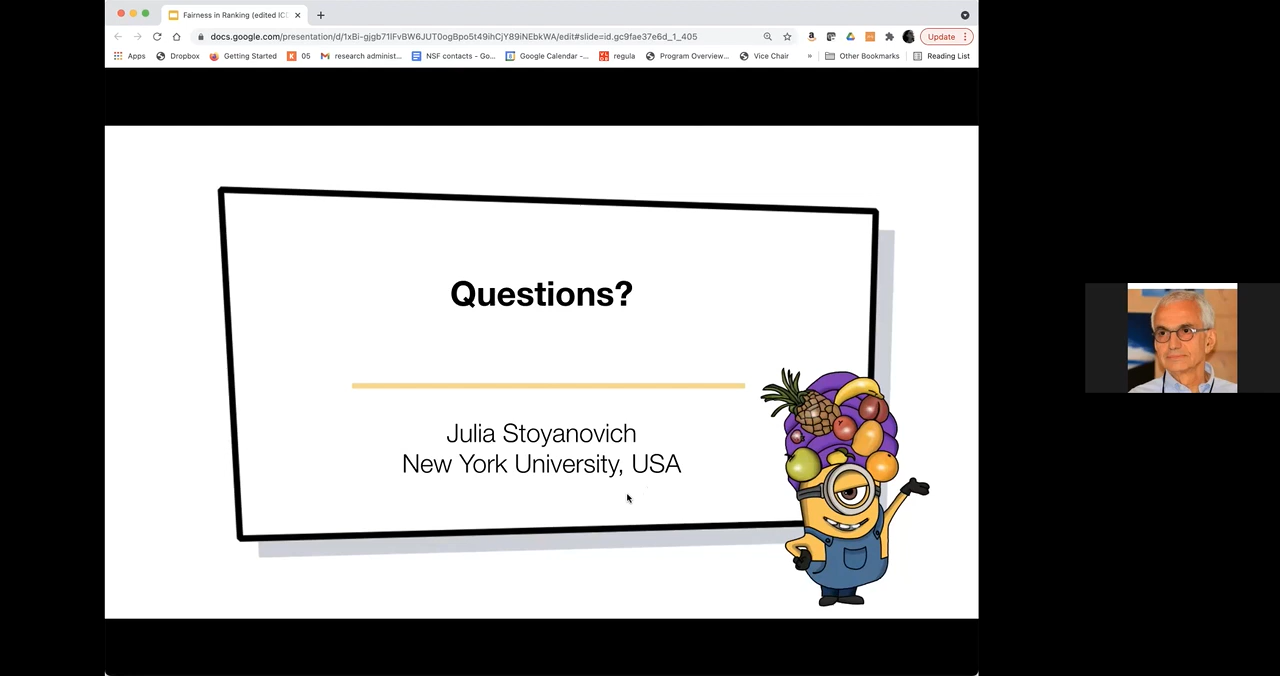 Fairness in Ranking (edited IC
docs.google.com/presentation/d/1xBi-gjgb71lFvBW6JUT0ogBpo5t49ihCjY89iNEbkWA/edit#slide=id.gc9fae37e6d_1_405
Update
Apps Dropbox Getting Started 05 research administ... NSF contacts - Go... Google Calendar -... regula Program Overview... Vice Chair » Other Bookmarks Reading List
Questions?
Julia Stoyanovich
New York University, USA